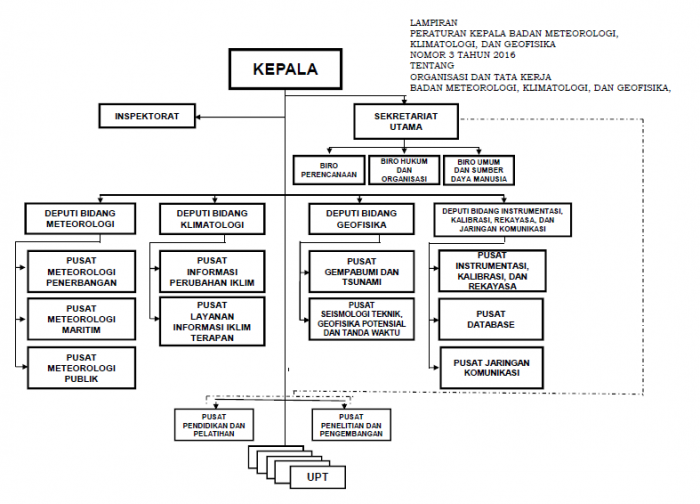 LAMPIRAN
PERATURAN KEPALA BADAN METEOROLOGI,
KLIMATOLOGI, DAN GEOFISIKA
NOMOR 3 TAHUN 2016
TENTANG
ORGANISASI DAN TATA KERJA
BADAN METEOROLOGI, KLIMATOLOGI, DAN GEOFISIKA,
KEPALA
INSPEKTORAT
SEKRETARIAT
UTAMA
BIRO
PERENCANAAN
BIRO HUKUM
DAN
ORGANISASI
BIRO UMUM
DAN SUMBER
DAYA MANUSIA
DEPUTI BIDANG
METEOROLOGI
DEPUTI BIDANG
KLIMATOLOGI
DEPUTI BIDANG
GEOFISIKA
DEPUTI BIDANG INSTRUMENTASI,
KALIBRASI, REKAYASA, DAN
JARINGAN KOMUNIKASI
PUSAT
METEOROLOGI
PENERBANGAN
PUSAT
INFORMASI
PERUBAHAN IKLIM
PUSAT
GEMPABUMI DAN
TSUNAMI
PUSAT
INSTRUMENTASI,
KALIBRASI, DAN
REKAYASA
PUSAT
METEOROLOGI
MARITIM
PUSAT
LAYANAN
INFORMASI IKLIM
TERAPAN
PUSAT
SEISMOLOGI TEKNIK,
GEOFISIKA POTENSIAL
DAN TANDA WAKTU
PUSAT
DATABASE
PUSAT
METEOROLOGI
PUBLIK
PUSAT JARINGAN
KOMUNIKASI
PUSAT
PENDIDIKAN DAN
PELATIHAN
PUSAT
PENELITIAN DAN
PENGEMBANGAN
UPT